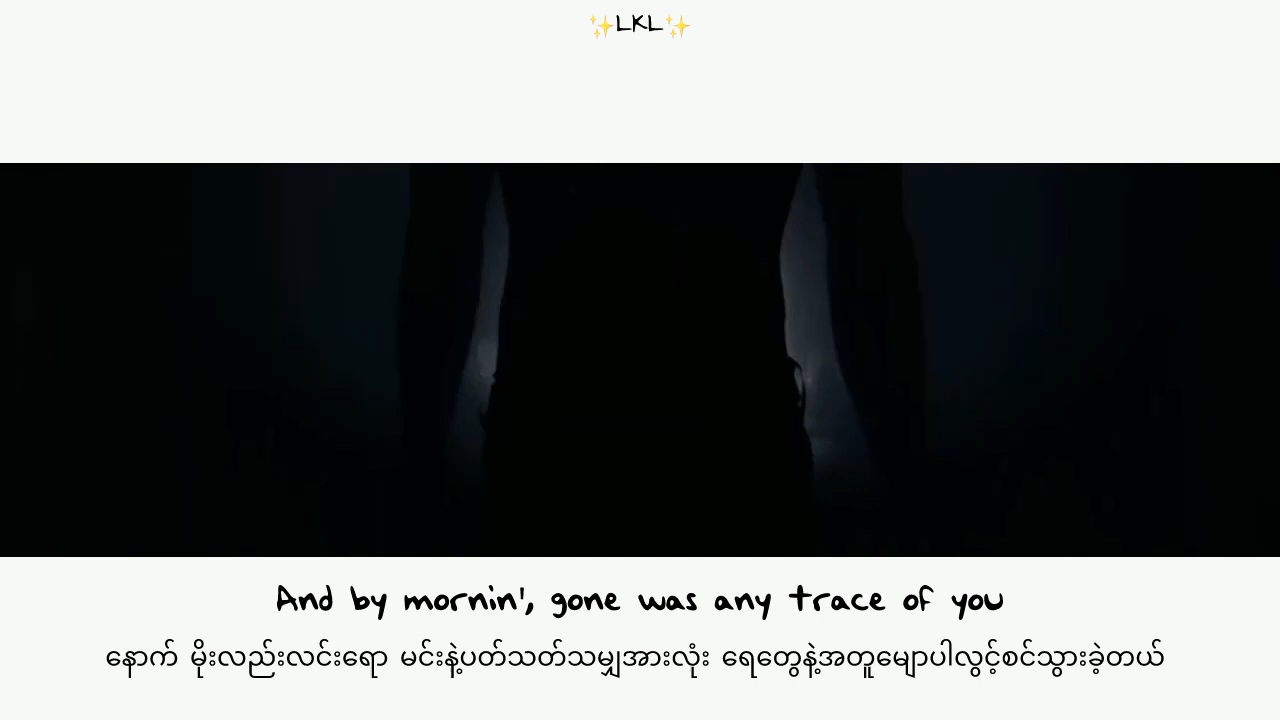 ✨LKL✨
And by mornin', gone was any trace of you
နောက် မိုးလည်းလင်းရော မင်းနဲ့ပတ်သတ်သမျှအားလုံး ရေတွေနဲ့အတူမျောပါလွင့်စင်သွားခဲ့တယ်